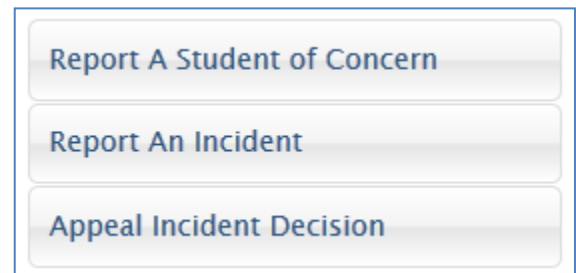 Report A Student of Concern
Report An Incident
Appeal Incident Decision